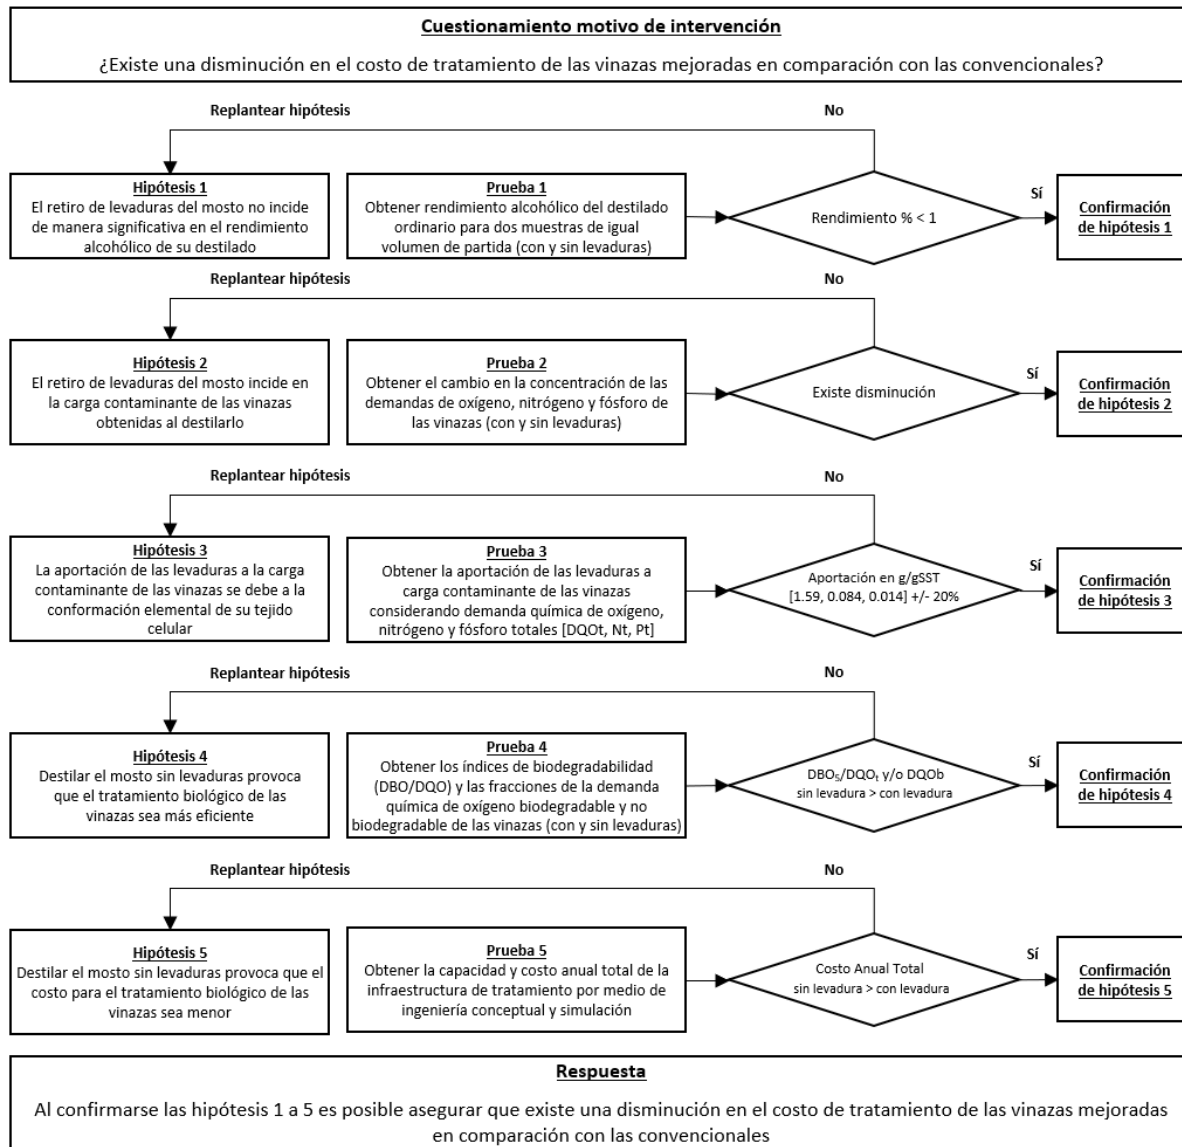 Cuestionamiento motivo de intervención
¿Existe una disminución en el costo de tratamiento de las vinazas mejoradas en comparación con las convencionales?
Replantear hipótesis
No
Hipótesis 1
El retiro de levaduras del mosto no incide
de manera significativa en el rendimiento
alcohólico de su destilado
Prueba 1
Obtener rendimiento alcohólico del destilado
ordinario para dos muestras de igual
volumen de partida (con y sin levaduras)
Rendimiento % < 1
Sí
Confirmación
de hipótesis 1
Replantear hipótesis
No
Hipótesis 2
El retiro de levaduras del mosto incide en
la carga contaminante de las vinazas
obtenidas al destilarlo
Prueba 2
Obtener el cambio en la concentración de las
demandas de oxígeno, nitrógeno y fósforo de
las vinazas (con y sin levaduras)
Existe disminución
Sí
Confirmación
de hipótesis 2
Replantear hipótesis
No
Hipótesis 3
La aportación de las levaduras a la carga
contaminante de las vinazas se debe a la
conformación elemental de su tejido
celular
Prueba 3
Obtener la aportación de las levaduras a
carga contaminante de las vinazas
considerando demanda química de oxígeno,
nitrógeno y fósforo totales [DQOt, Nt, Pt]
Aportación en g/gSST
[1.59, 0.084, 0.014] +/- 20%
Sí
Confirmación
de hipótesis 3
Replantear hipótesis
No
Hipótesis 4
Destilar el mosto sin levaduras provoca
que el tratamiento biológico de las
vinazas sea más eficiente
Prueba 4
Obtener los índices de biodegradabilidad
(DBO/DQO) y las fracciones de la demanda
química de oxígeno biodegradable y no
biodegradable de las vinazas (con y sin levaduras)
DBO₅/DQOₜ y/o DQOb
sin levadura > con levadura
Sí
Confirmación
de hipótesis 4
Replantear hipótesis
No
Hipótesis 5
Destilar el mosto sin levaduras provoca que el
costo para el tratamiento biológico de las
vinazas sea menor
Prueba 5
Obtener la capacidad y costo anual total de la
infraestructura de tratamiento por medio de
ingeniería conceptual y simulación
Costo Anual Total
sin levadura > con levadura
Sí
Confirmación
de hipótesis 5
Respuesta
Al confirmarse las hipótesis 1 a 5 es posible asegurar que existe una disminución en el costo de tratamiento de las vinazas mejoradas
en comparación con las convencionales